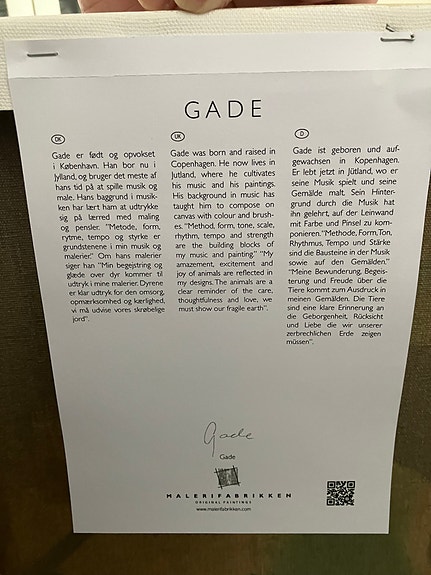 GADE
DK
Gade er født og opvokset
i København. Han bor nu i
Jylland, og bruger det meste af
hans tid på at spille musik og
male. Hans baggrund i musik-
ken har lært ham at udtrykke
sig på lærred med maling
og pensler. "Metode, form,
rytme, tempo og styrke er
grundstenene i min musik og
malerier." Om hans malerier
siger han "Min begejstring og
glæde over dyr kommer til
udtryk i mine malerier. Dyrene
er klar udtryk for den omsorg,
opmærksomhed og kærlighed,
vi må udvise vores skrøbelige
jord".
UK
Gade was born and raised in
Copenhagen. He now lives in
Jutland, where he cultivates
his music and his paintings.
His background in music has
taught him to compose on
canvas with colour and brush-
es. "Method, form, tone, scale,
rhythm, tempo and strength
are the building blocks of
my music and painting." "My
amazement, excitement and
joy of animals are reflected in
my designs. The animals are a
clear reminder of the care,
thoughtfulness and love, we
must show our fragile earth".
D
Gade ist geboren und auf-
gewachsen in Kopenhagen.
Er lebt jetzt in Jütland, wo er
seine Musik spielt und seine
Gemälde malt. Sein Hinter-
grund durch die Musik hat
ihn gelehrt, auf der Leinwand
mit Farbe und Pinsel zu kom-
ponieren. "Methode, Form, Ton,
Rhythmus, Tempo und Stärke
sind die Bausteine in der Musik
sowie auf den Gemälden."
"Meine Bewunderung, Begeis-
terung und Freude über die
Tiere kommt zum Ausdruck in
meinen Gemälden. Die Tiere
sind eine klare Erinnerung an
die Geborgenheit, Rücksicht
und Liebe die wir unserer
zerbrechlichen Erde zeigen
müssen".
Gade
Gade
MALERIFABRIKKEN
ORIGINAL PAINTINGS
www.malerifabrikken.com